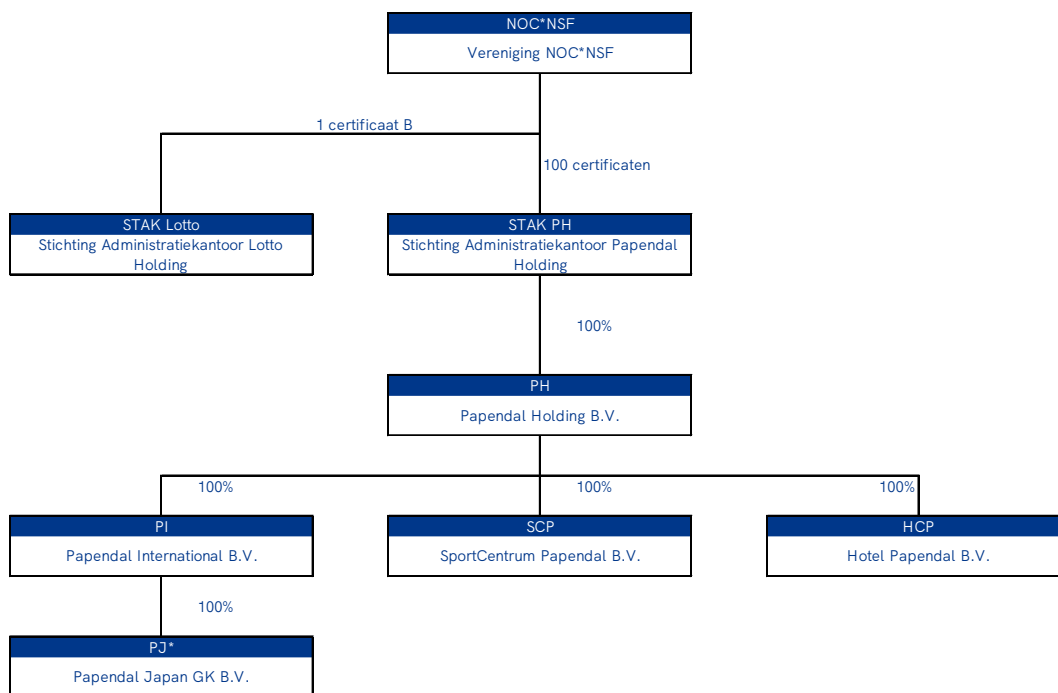 NOC*NSF
Vereniging NOC*NSF
1 certificaat B
100 certificaten
STAK Lotto
Stichting Administratiekantoor Lotto
Holding
STAK PH
Stichting Administratiekantoor Papendal
Holding
100%
PH
Papendal Holding B.V.
100%
100%
100%
PI
Papendal International B.V.
SCP
SportCentrum Papendal B.V.
HCP
Hotel Papendal B.V.
100%
PJ*
Papendal Japan GK B.V.